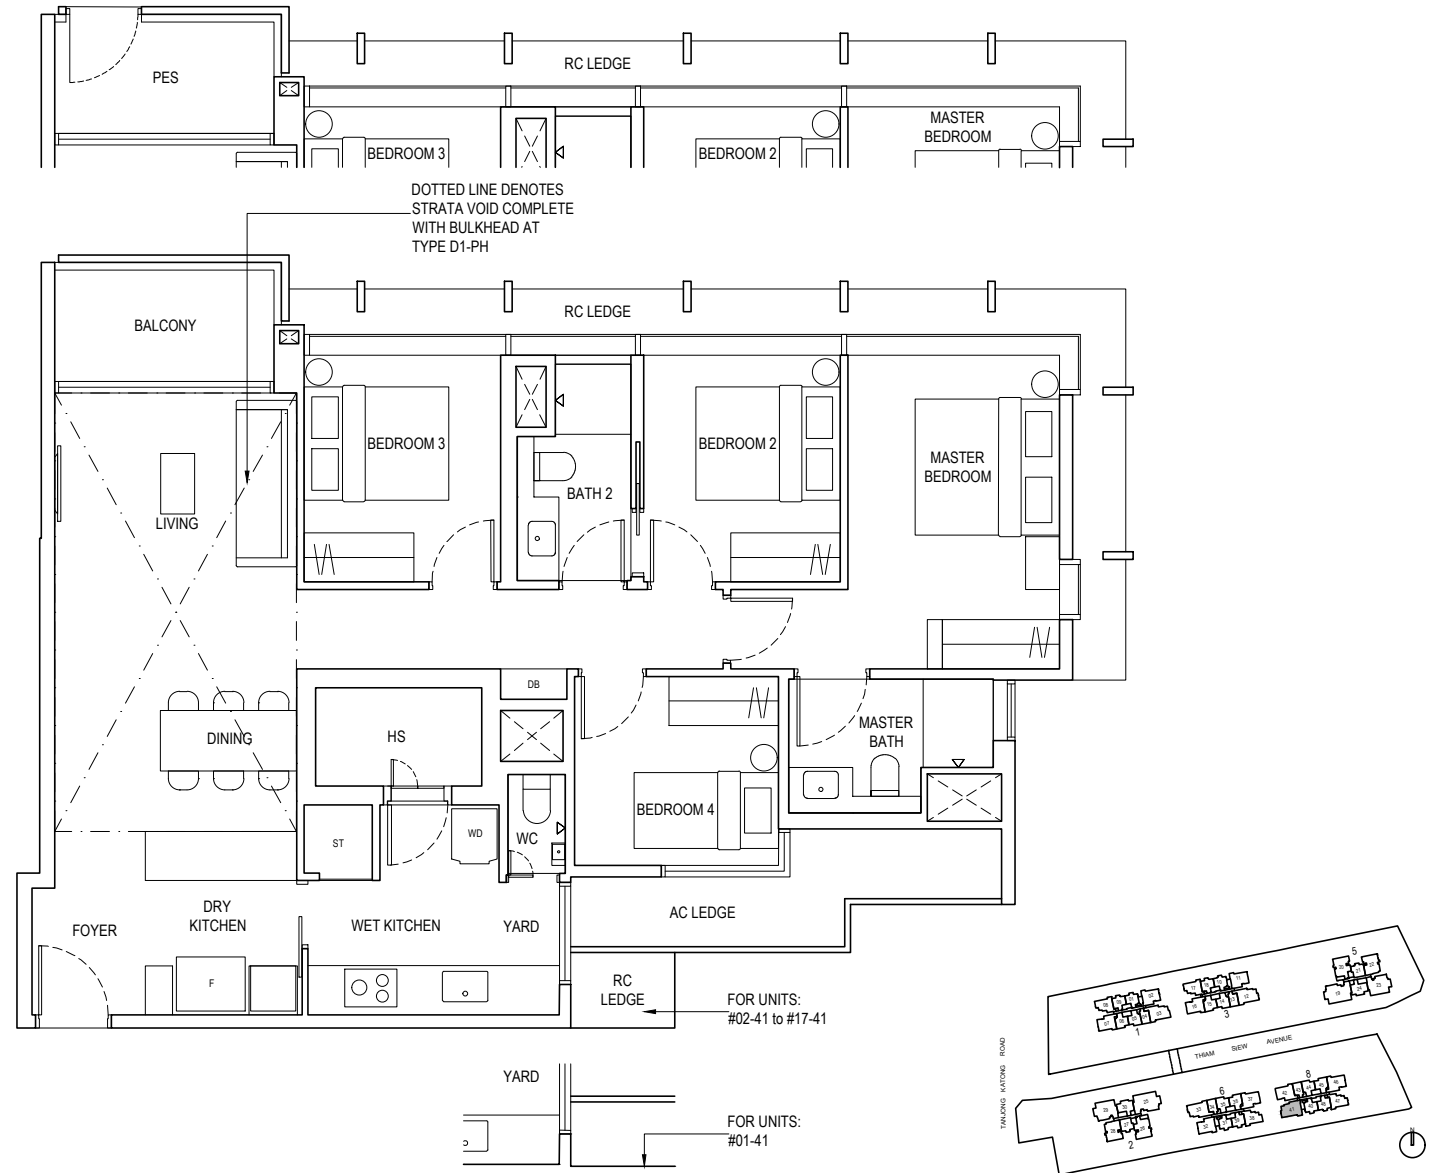 PES
RC LEDGE
BEDROOM 3
BEDROOM 2
MASTER
BEDROOM
DOTTED LINE DENOTES
STRATA VOID COMPLETE
WITH BULKHEAD AT
TYPE D1-PH
BALCONY
RC LEDGE
BEDROOM 3
BATH 2
BEDROOM 2
MASTER
BEDROOM
LIVING
DINING
HS
DB
MASTER
BATH
BEDROOM 4
ST
WD
WC
FOYER
DRY
KITCHEN
WET KITCHEN
YARD
AC LEDGE
F
RC
LEDGE
FOR UNITS:
#02-41 to #17-41
YARD
FOR UNITS:
#01-41
TANJONG KATONG ROAD
THIAM SIEW AVENUE
1
3
5
2
6
8
41
N